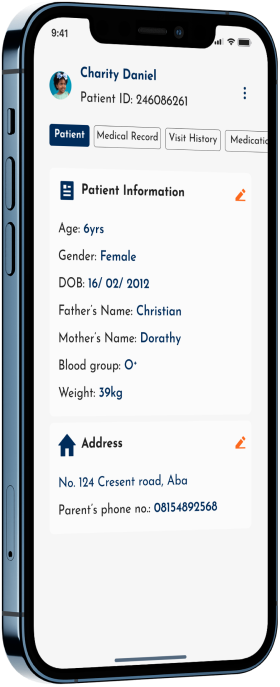 9:41
Charity Daniel
Patient ID: 246086261
Patient
Medical Record
Visit History
Medicatio
Patient Information
Age: 6yrs
Gender: Female
DOB: 16/ 02/ 2012
Father's Name: Christian
Mother's Name: Dorathy
Blood group: O⁺
Weight: 39kg
Address
No. 124 Cresent road, Aba
Parent's phone no.: 08154892568